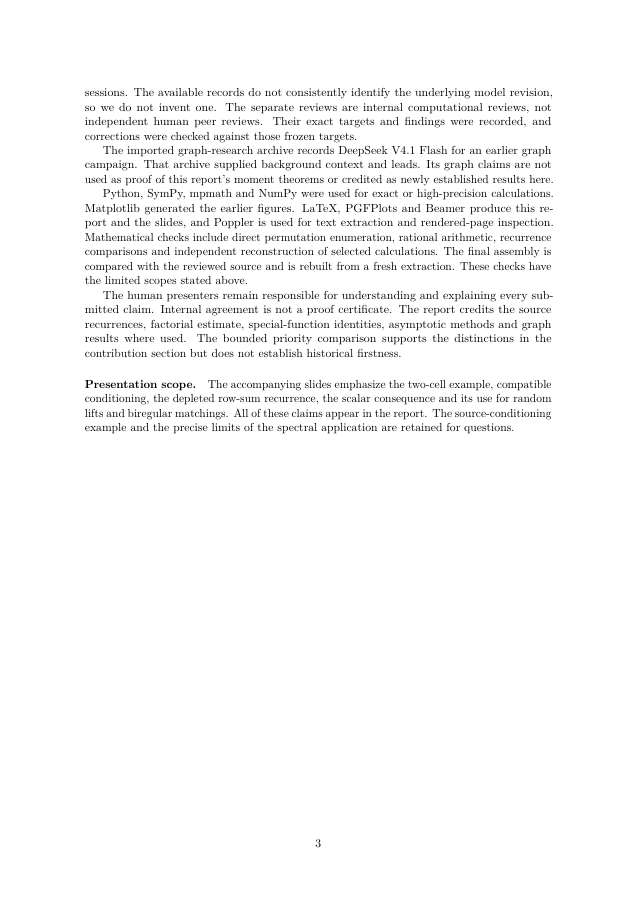 sessions. The available records do not consistently identify the underlying model revision,
so we do not invent one. The separate reviews are internal computational reviews, not
independent human peer reviews. Their exact targets and findings were recorded, and
corrections were checked against those frozen targets.
The imported graph-research archive records DeepSeek V4.1 Flash for an earlier graph
campaign. That archive supplied background context and leads. Its graph claims are not
used as proof of this report's moment theorems or credited as newly established results here.
Python, SymPy, mpmath and NumPy were used for exact or high-precision calculations.
Matplotlib generated the earlier figures. LaTeX, PGFPlots and Beamer produce this re-
port and the slides, and Poppler is used for text extraction and rendered-page inspection.
Mathematical checks include direct permutation enumeration, rational arithmetic, recurrence
comparisons and independent reconstruction of selected calculations. The final assembly is
compared with the reviewed source and is rebuilt from a fresh extraction. These checks have
the limited scopes stated above.
The human presenters remain responsible for understanding and explaining every sub-
mitted claim. Internal agreement is not a proof certificate. The report credits the source
recurrences, factorial estimate, special-function identities, asymptotic methods and graph
results where used. The bounded priority comparison supports the distinctions in the
contribution section but does not establish historical firstness.
Presentation scope. The accompanying slides emphasize the two-cell example, compatible
conditioning, the depleted row-sum recurrence, the scalar consequence and its use for random
lifts and biregular matchings. All of these claims appear in the report. The source-conditioning
example and the precise limits of the spectral application are retained for questions.
3